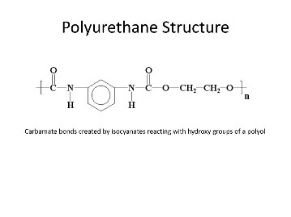 Polyurethane Structure
O O
C N N C O CH2 CH2 O
H H n
Carbamate bonds created by isocyanates reacting with hydroxy groups of a polyol